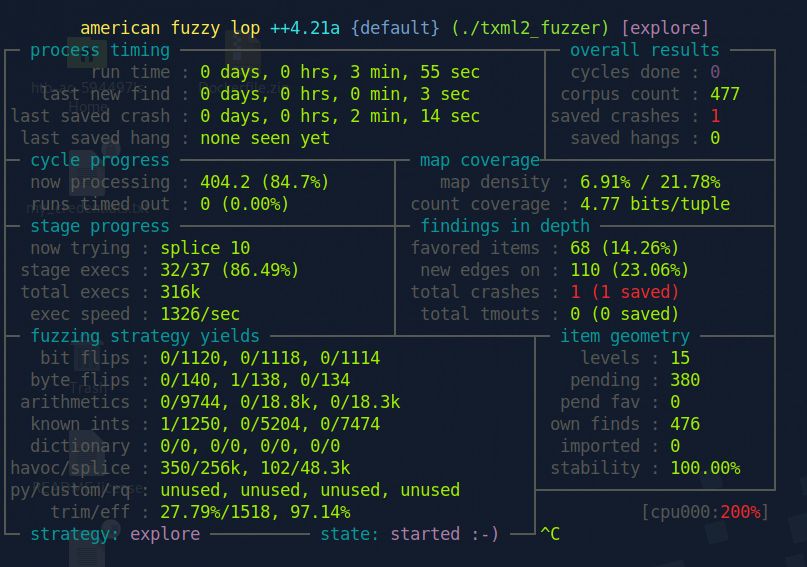 american fuzzy lop ++4.21a {default} (./txml2_fuzzer) [explore]
process timing overall results
run time : 0 days, 0 hrs, 3 min, 55 sec cycles done : 0
last new find : 0 days, 0 hrs, 0 min, 3 sec corpus count : 477
last saved crash : 0 days, 0 hrs, 2 min, 14 sec saved crashes : 1
last saved hang : none seen yet saved hangs : 0
cycle progress map coverage
now processing : 404.2 (84.7%) map density : 6.91% / 21.78%
runs timed out : 0 (0.00%) count coverage : 4.77 bits/tuple
stage progress findings in depth
now trying : splice 10 favored items : 68 (14.26%)
stage execs : 32/37 (86.49%) new edges on : 110 (23.06%)
total execs : 316k total crashes : 1 (1 saved)
exec speed : 1326/sec total tmouts : 0 (0 saved)
fuzzing strategy yields item geometry
bit flips : 0/1120, 0/1118, 0/1114 levels : 15
byte flips : 0/140, 1/138, 0/134 pending : 380
arithmetics : 0/9744, 0/18.8k, 0/18.3k pend fav : 0
known ints : 1/1250, 0/5204, 0/7474 own finds : 476
dictionary : 0/0, 0/0, 0/0, 0/0 imported : 0
havoc/splice : 350/256k, 102/48.3k stability : 100.00%
py/custom/rq : unused, unused, unused, unused
trim/eff : 27.79%/1518, 97.14% [cpu000:200%]
strategy: explore state: started :-) ^C
Home
Trash